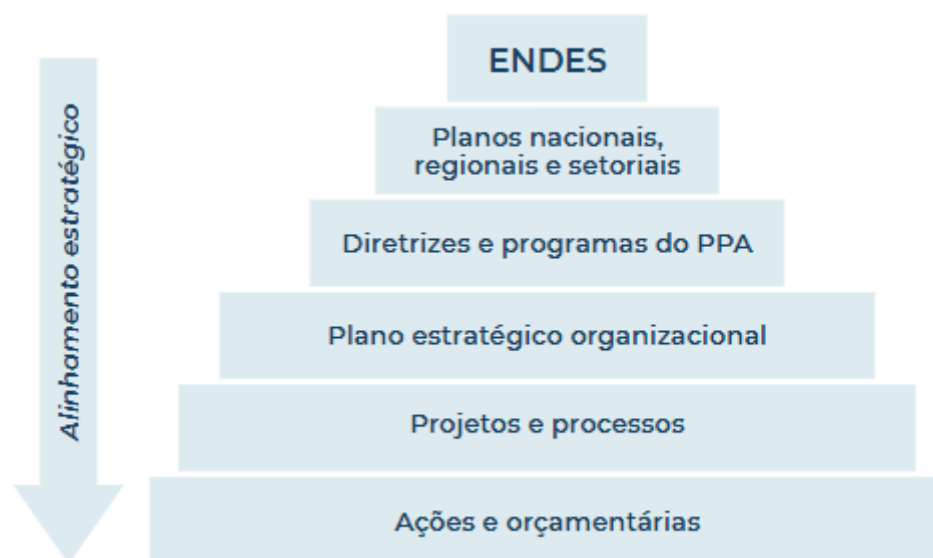 ENDES
Alinhamento estratégico
Planos nacionais,
regionais e setoriais
Diretrizes e programas do PPA
Plano estratégico organizacional
Projetos e processos
Ações e orçamentárias